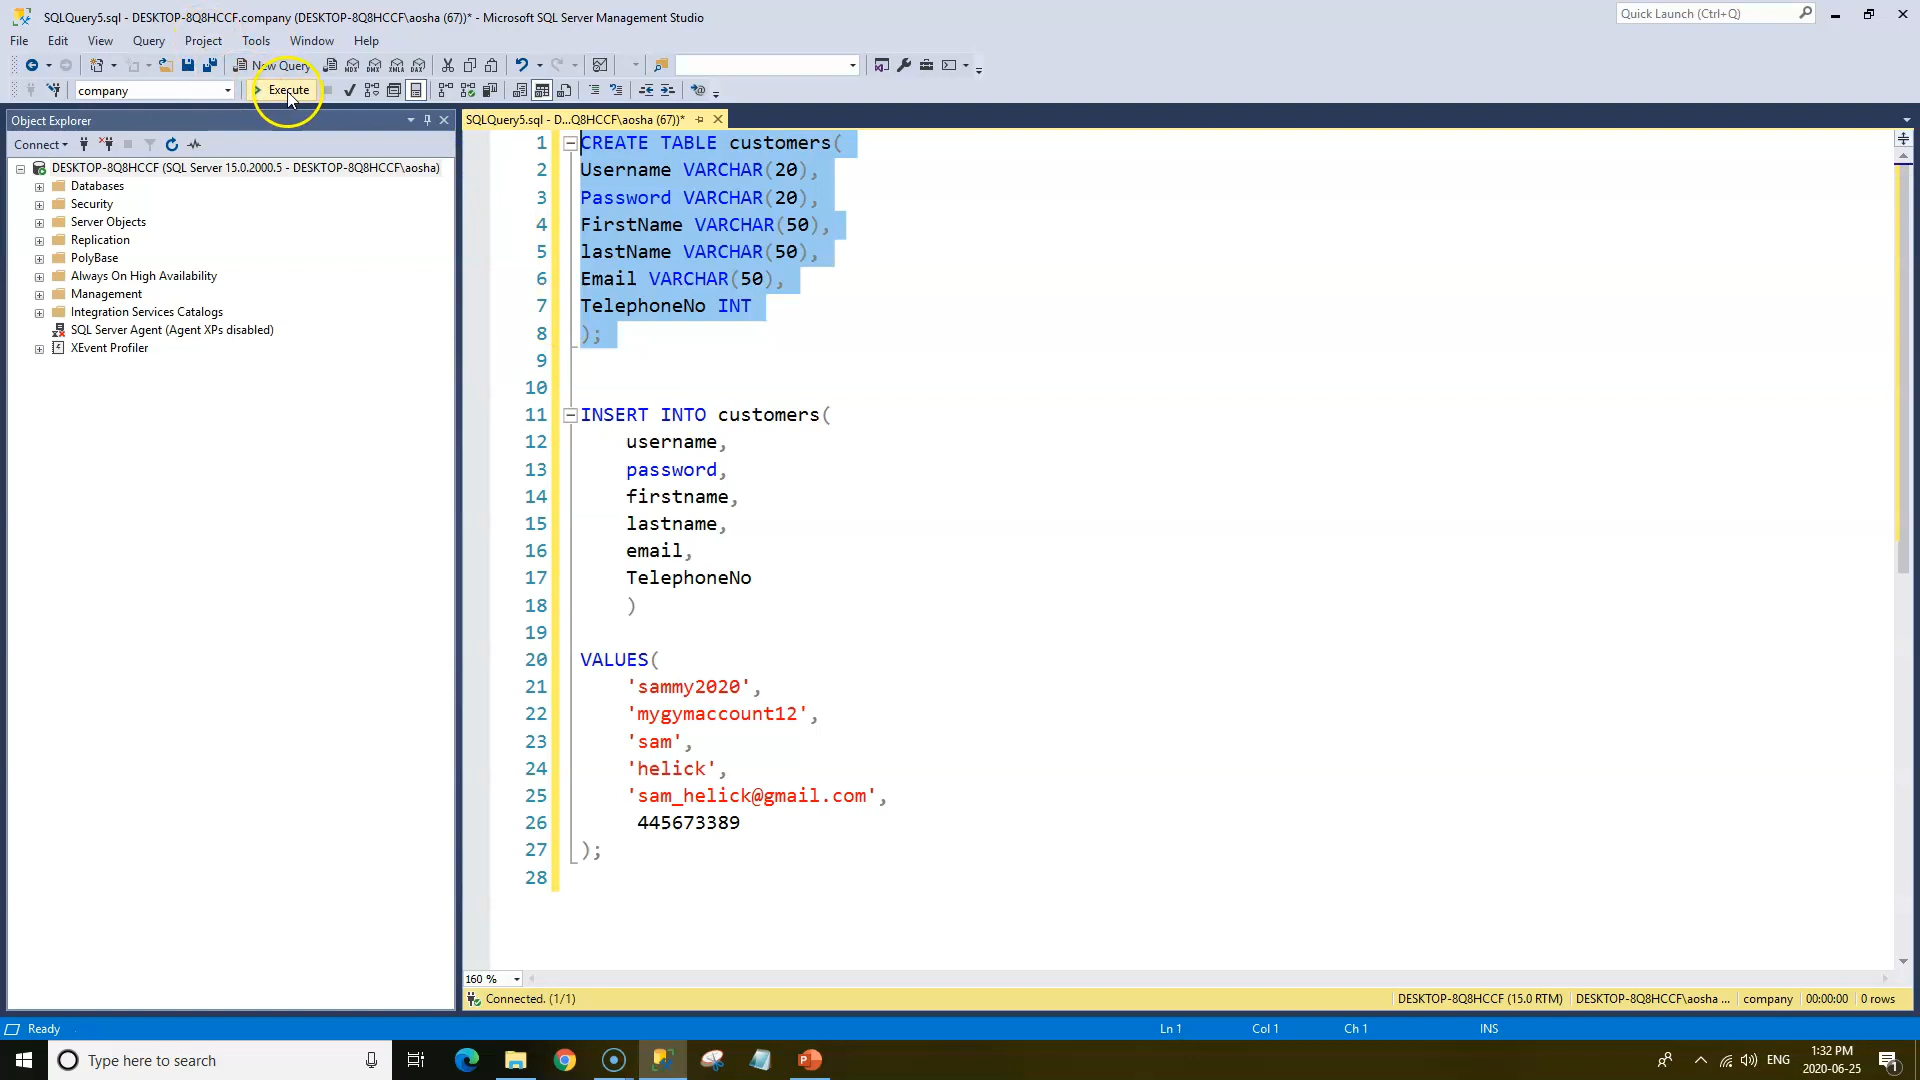 SQLQuery5.sql - DESKTOP-8Q8HCCF.company (DESKTOP-8Q8HCCF\aosha (67))* - Microsoft SQL Server Management Studio
Quick Launch (Ctrl+Q)
File Edit View Query Project Tools Window Help
New Query
company
Execute
Object Explorer
Connect
DESKTOP-8Q8HCCF (SQL Server 15.0.2000.5 - DESKTOP-8Q8HCCF\aosha)
Databases
Security
Server Objects
Replication
PolyBase
Always On High Availability
Management
Integration Services Catalogs
SQL Server Agent (Agent XPs disabled)
XEvent Profiler
SQLQuery5.sql - D...Q8HCCF\aosha (67))*
1 CREATE TABLE customers(
2 Username VARCHAR(20),
3 Password VARCHAR(20),
4 FirstName VARCHAR(50),
5 lastName VARCHAR(50),
6 Email VARCHAR(50),
7 TelephoneNo INT
8 );
9
10
11 INSERT INTO customers(
12 username,
13 password,
14 firstname,
15 lastname,
16 email,
17 TelephoneNo
18 )
19
20 VALUES(
21 'sammy2020',
22 'mygymaccount12',
23 'sam',
24 'helick',
25 'sam_helick@gmail.com',
26 445673389
27 );
28
160 %
Connected. (1/1)
DESKTOP-8Q8HCCF (15.0 RTM) DESKTOP-8Q8HCCF\aosha ... company 00:00:00 0 rows
Ready
Ln 1 Col 1 Ch 1 INS
Type here to search
ENG
1:32 PM
2020-06-25
1